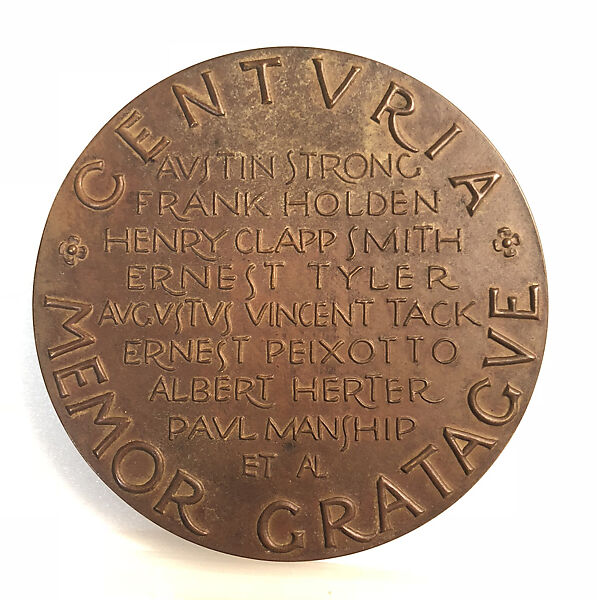 CENTVRIA
AVSTIN STRONG
FRANK HOLDEN
HENRY CLAPP SMITH
ERNEST TYLER
AVGVSTVS VINCENT TACK
ERNEST PEIXOTTO
ALBERT HERTER
PAVL MANSHIP
ET AL
MEMOR GRATAGVE